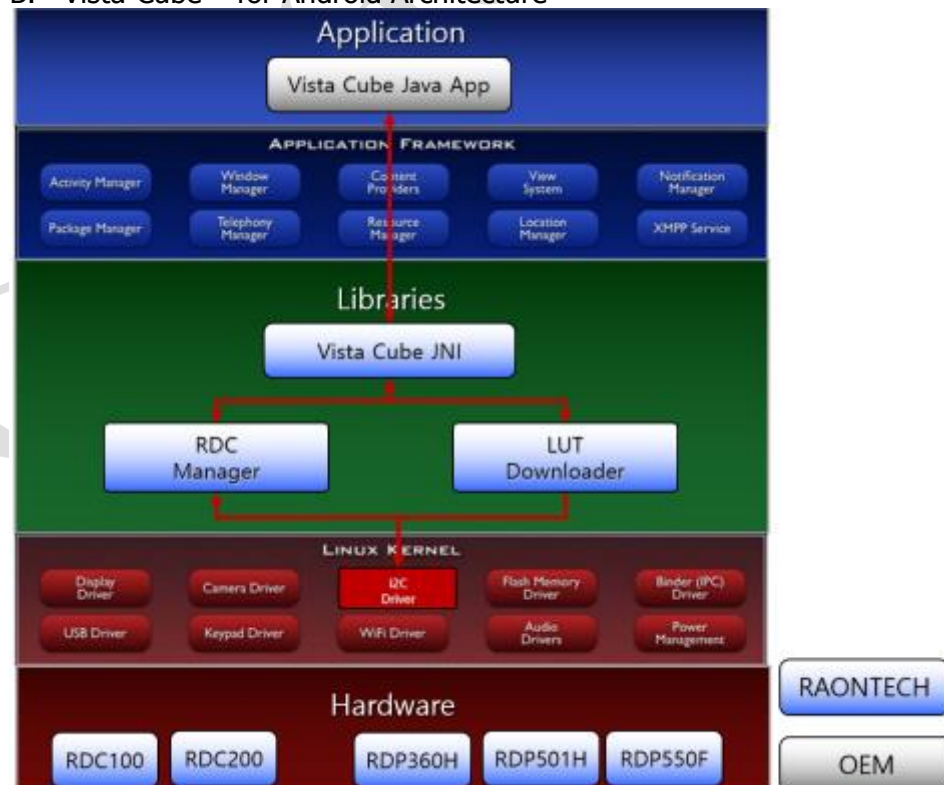 B. Vista Cube for Android Architecture
Application
Vista Cube Java App
APPLICATION FRAMEWORK
Activity Manager
Window
Manager
Content
Providers
View
System
Notification
Manager
Package Manager
Telephony
Manager
Resource
Manager
Location
Manager
XMPP Service
Libraries
Vista Cube JNI
RDC
Manager
LUT
Downloader
LINUX KERNEL
Display
Driver
Camera Driver
I2C
Driver
Flash Memory
Driver
Binder (IPC)
Driver
USB Driver
Keypad Driver
WiFi Driver
Audio
Drivers
Power
Management
Hardware
RDC100
RDC200
RDP360H
RDP501H
RDP550F
RAONTECH
OEM